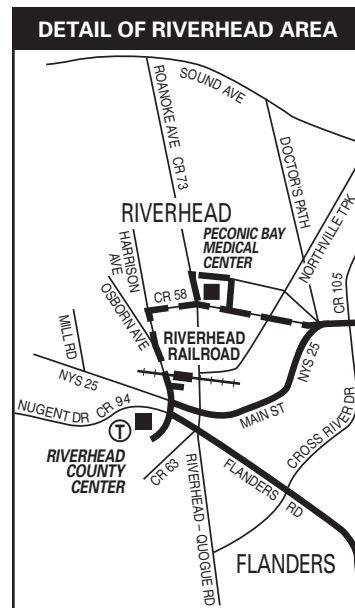 DETAIL OF RIVERHEAD AREA
SOUND AVE
ROANOKE AVE CR 73
DOCTOR'S PATH
NORTHVILLE TPK
RIVERHEAD
PECONIC BAY
MEDICAL
CENTER
HARRISON
AVE
OSBORN AVE
CR 58
CR 105
MILL RD
RIVERHEAD
RAILROAD
NYS 25
NYS 25
NUGENT DR CR 94
MAIN ST
CROSS RIVER DR
T
RIVERHEAD
COUNTY
CENTER
CR 63
RIVERHEAD – QUOGUE RD
FLANDERS RD
FLANDERS